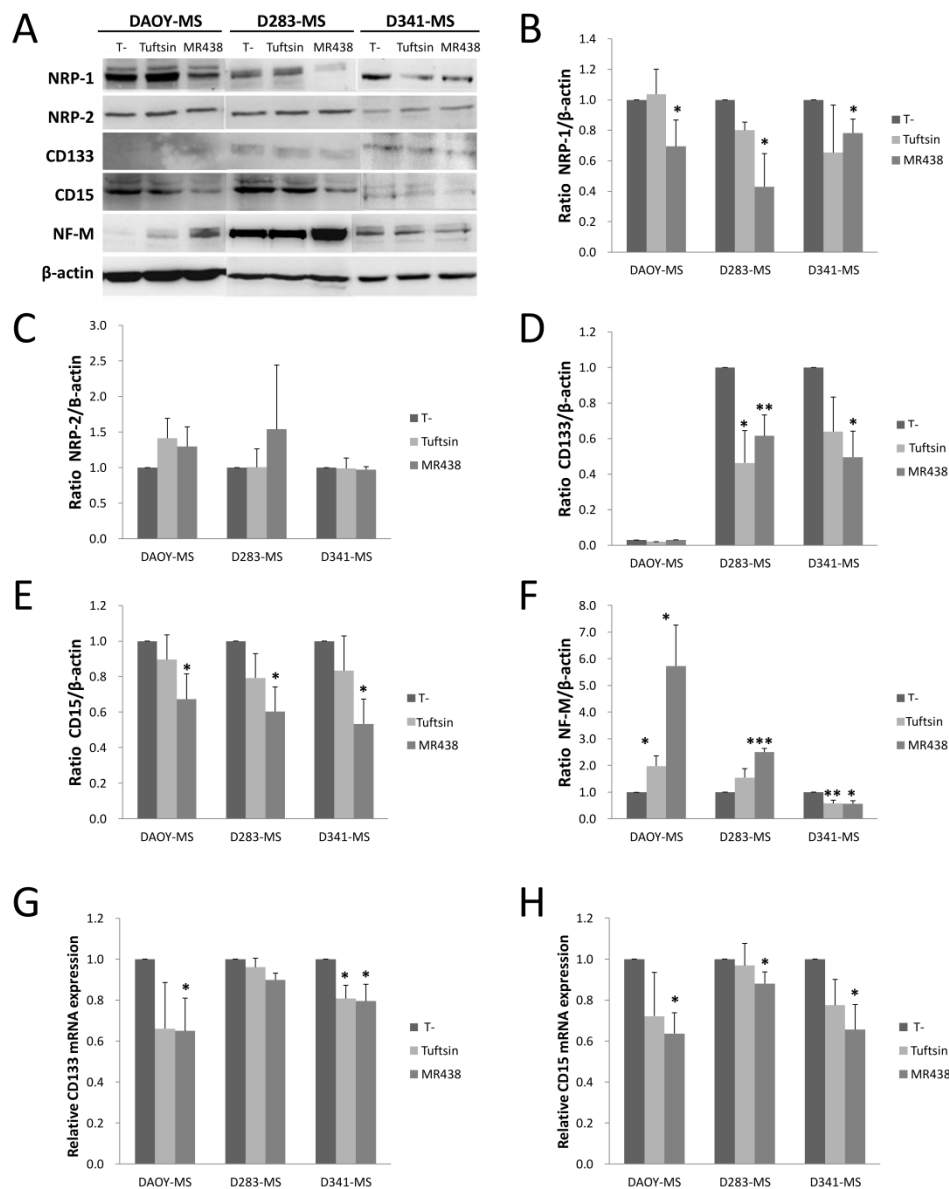 A
DAOY-MS D283-MS D341-MS
T- Tuftsin MR438 T- Tuftsin MR438 T- Tuftsin MR438
NRP-1
NRP-2
CD133
CD15
NF-M
β-actin
B
Ratio NRP-1/β-actin
1.4
1.2
1.0
0.8
0.6
0.4
0.2
0.0
* * *
DAOY-MS D283-MS D341-MS
T-
Tuftsin
MR438
C
Ratio NRP-2/B-actin
3.0
2.5
2.0
1.5
1.0
0.5
0.0
DAOY-MS D283-MS D341-MS
T-
Tuftsin
MR438
D
Ratio CD133/β-actin
1.2
1.0
0.8
0.6
0.4
0.2
0.0
* ** *
DAOY-MS D283-MS D341-MS
T-
Tuftsin
MR438
E
Ratio CD15/β-actin
1.2
1.0
0.8
0.6
0.4
0.2
0.0
* * *
DAOY-MS D283-MS D341-MS
T-
Tuftsin
MR438
F
Ratio NF-M/β-actin
8.0
7.0
6.0
5.0
4.0
3.0
2.0
1.0
0.0
* * *** ** *
DAOY-MS D283-MS D341-MS
T-
Tuftsin
MR438
G
Relative CD133 mRNA expression
1.2
1.0
0.8
0.6
0.4
0.2
0.0
* * *
DAOY-MS D283-MS D341-MS
T-
Tuftsin
MR438
H
Relative CD15 mRNA expression
1.2
1.0
0.8
0.6
0.4
0.2
0.0
* * *
DAOY-MS D283-MS D341-MS
T-
Tuftsin
MR438